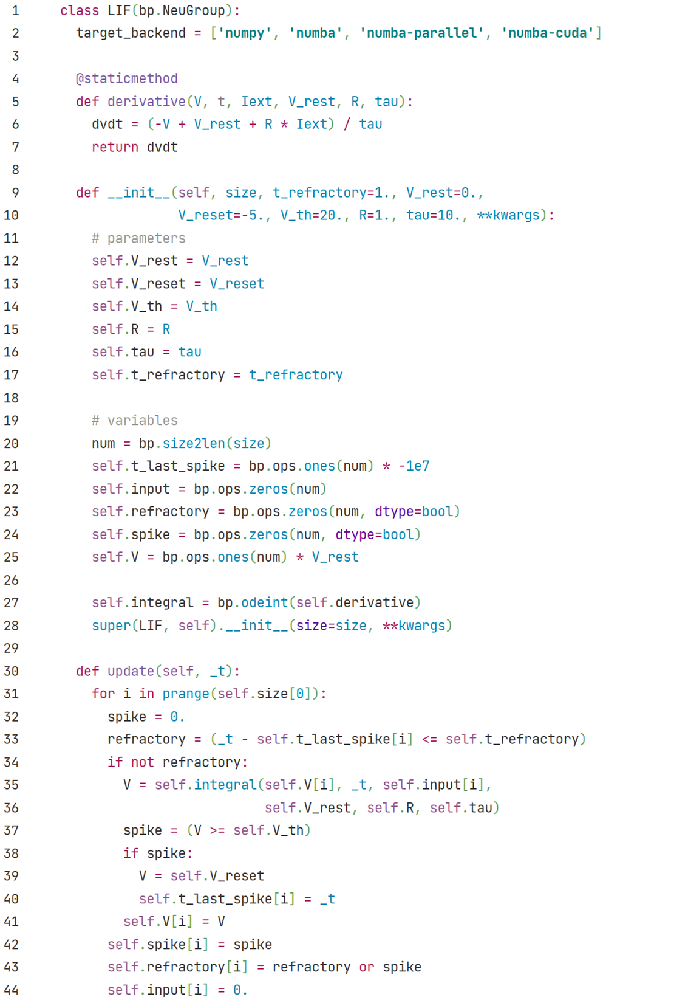 1 class LIF(bp.NeuGroup):
2 target_backend = ['numpy', 'numba', 'numba-parallel', 'numba-cuda']
3
4 @staticmethod
5 def derivative(V, t, Iext, V_rest, R, tau):
6 dvdt = (-V + V_rest + R * Iext) / tau
7 return dvdt
8
9 def __init__(self, size, t_refractory=1., V_rest=0.,
10 V_reset=-5., V_th=20., R=1., tau=10., **kwargs):
11 # parameters
12 self.V_rest = V_rest
13 self.V_reset = V_reset
14 self.V_th = V_th
15 self.R = R
16 self.tau = tau
17 self.t_refractory = t_refractory
18
19 # variables
20 num = bp.size2len(size)
21 self.t_last_spike = bp.ops.ones(num) * -1e7
22 self.input = bp.ops.zeros(num)
23 self.refractory = bp.ops.zeros(num, dtype=bool)
24 self.spike = bp.ops.zeros(num, dtype=bool)
25 self.V = bp.ops.ones(num) * V_rest
26
27 self.integral = bp.odeint(self.derivative)
28 super(LIF, self).__init__(size=size, **kwargs)
29
30 def update(self, _t):
31 for i in prange(self.size[0]):
32 spike = 0.
33 refractory = (_t - self.t_last_spike[i] <= self.t_refractory)
34 if not refractory:
35 V = self.integral(self.V[i], _t, self.input[i],
36 self.V_rest, self.R, self.tau)
37 spike = (V >= self.V_th)
38 if spike:
39 V = self.V_reset
40 self.t_last_spike[i] = _t
41 self.V[i] = V
42 self.spike[i] = spike
43 self.refractory[i] = refractory or spike
44 self.input[i] = 0.